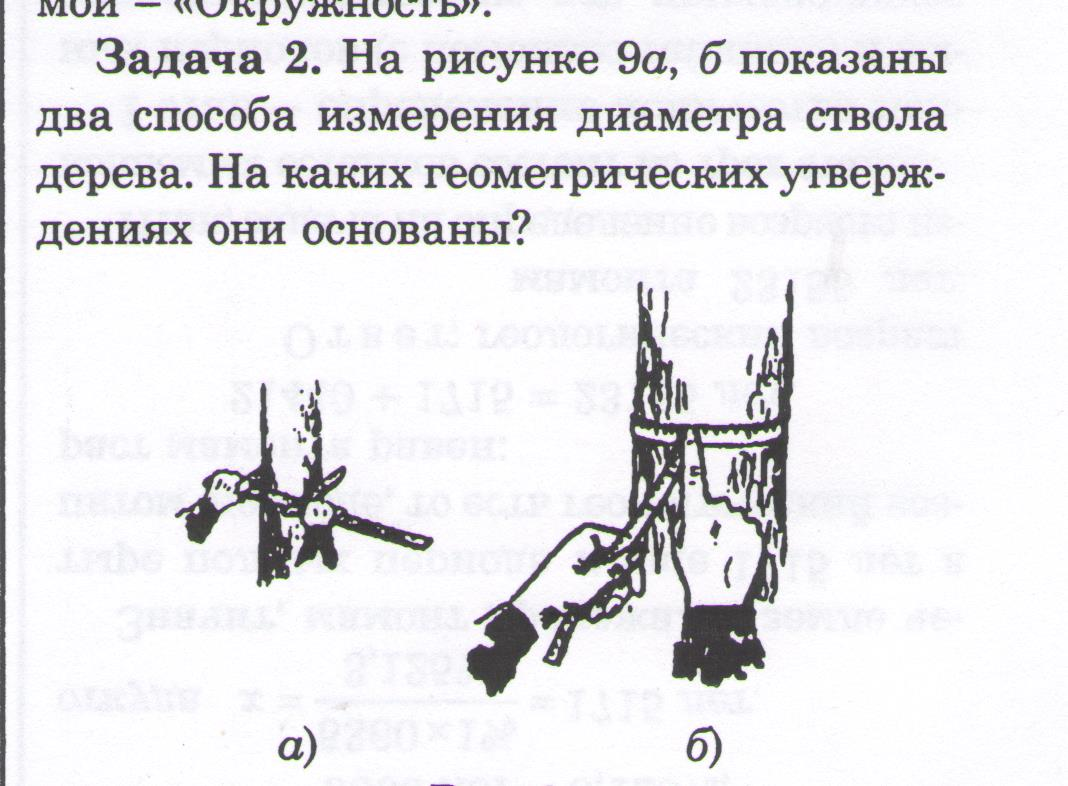 мой – «Окружность».
Задача 2. На рисунке 9а, б показаны
два способа измерения диаметра ствола
дерева. На каких геометрических утверж-
дениях они основаны?
а)
б)